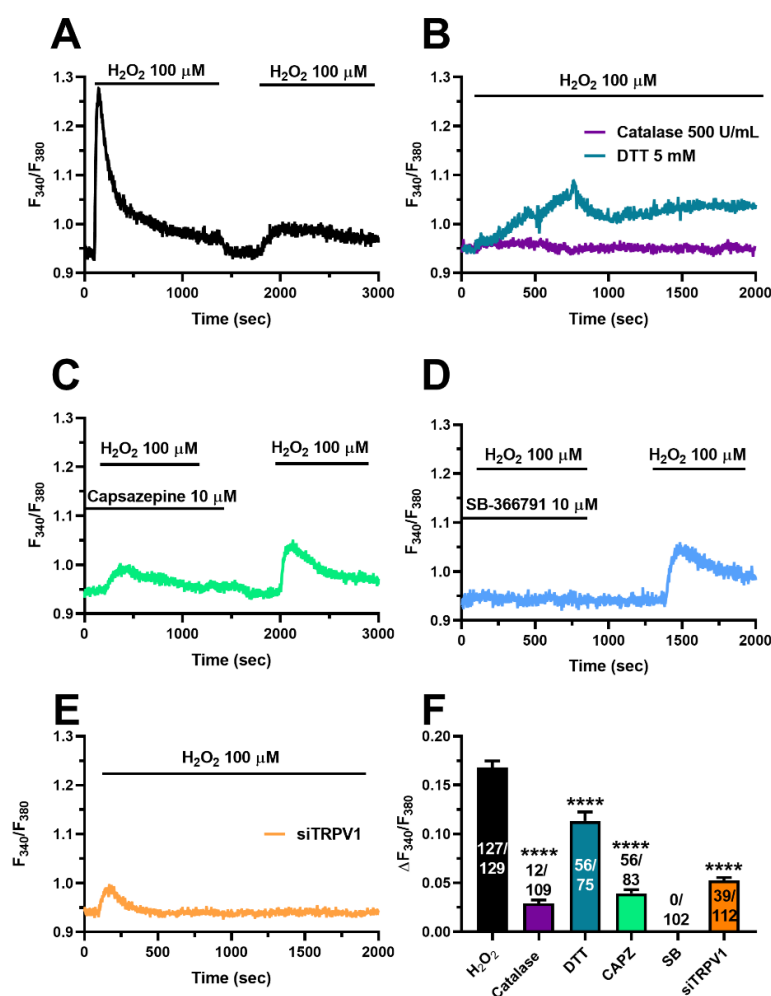 A
H₂O₂ 100 μM
H₂O₂ 100 μM
F₃₄₀/F₃₈₀
1.3
1.2
1.1
1.0
0.9
0
1000
2000
3000
Time (sec)
B
H₂O₂ 100 μM
Catalase 500 U/mL
DTT 5 mM
F₃₄₀/F₃₈₀
1.3
1.2
1.1
1.0
0.9
0
500
1000
1500
2000
Time (sec)
C
H₂O₂ 100 μM
H₂O₂ 100 μM
Capsazepine 10 μM
F₃₄₀/F₃₈₀
1.3
1.2
1.1
1.0
0.9
0
1000
2000
3000
Time (sec)
D
H₂O₂ 100 μM
H₂O₂ 100 μM
SB-366791 10 μM
F₃₄₀/F₃₈₀
1.3
1.2
1.1
1.0
0.9
0
500
1000
1500
2000
Time (sec)
E
H₂O₂ 100 μM
siTRPV1
F₃₄₀/F₃₈₀
1.3
1.2
1.1
1.0
0.9
0
500
1000
1500
2000
Time (sec)
F
ΔF₃₄₀/F₃₈₀
0.20
0.15
0.10
0.05
0.00
127/
129
****
12/
109
****
56/
75
****
56/
83
0/
102
****
39/
112
H₂O₂
Catalase
DTT
CAPZ
SB
siTRPV1